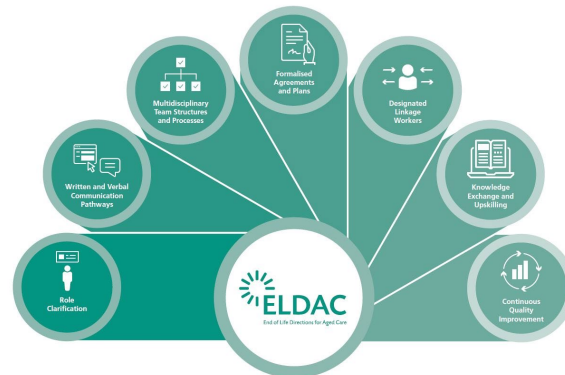 Formalised
Agreements
and Plans
Multidisciplinary
Team Structures
and Processes
Designated
Linkage
Workers
Written and Verbal
Communication
Pathways
Knowledge
Exchange and
Upskilling
Role
Clarification
ELDAC
End of Life Directions for Aged Care
Continuous
Quality
Improvement